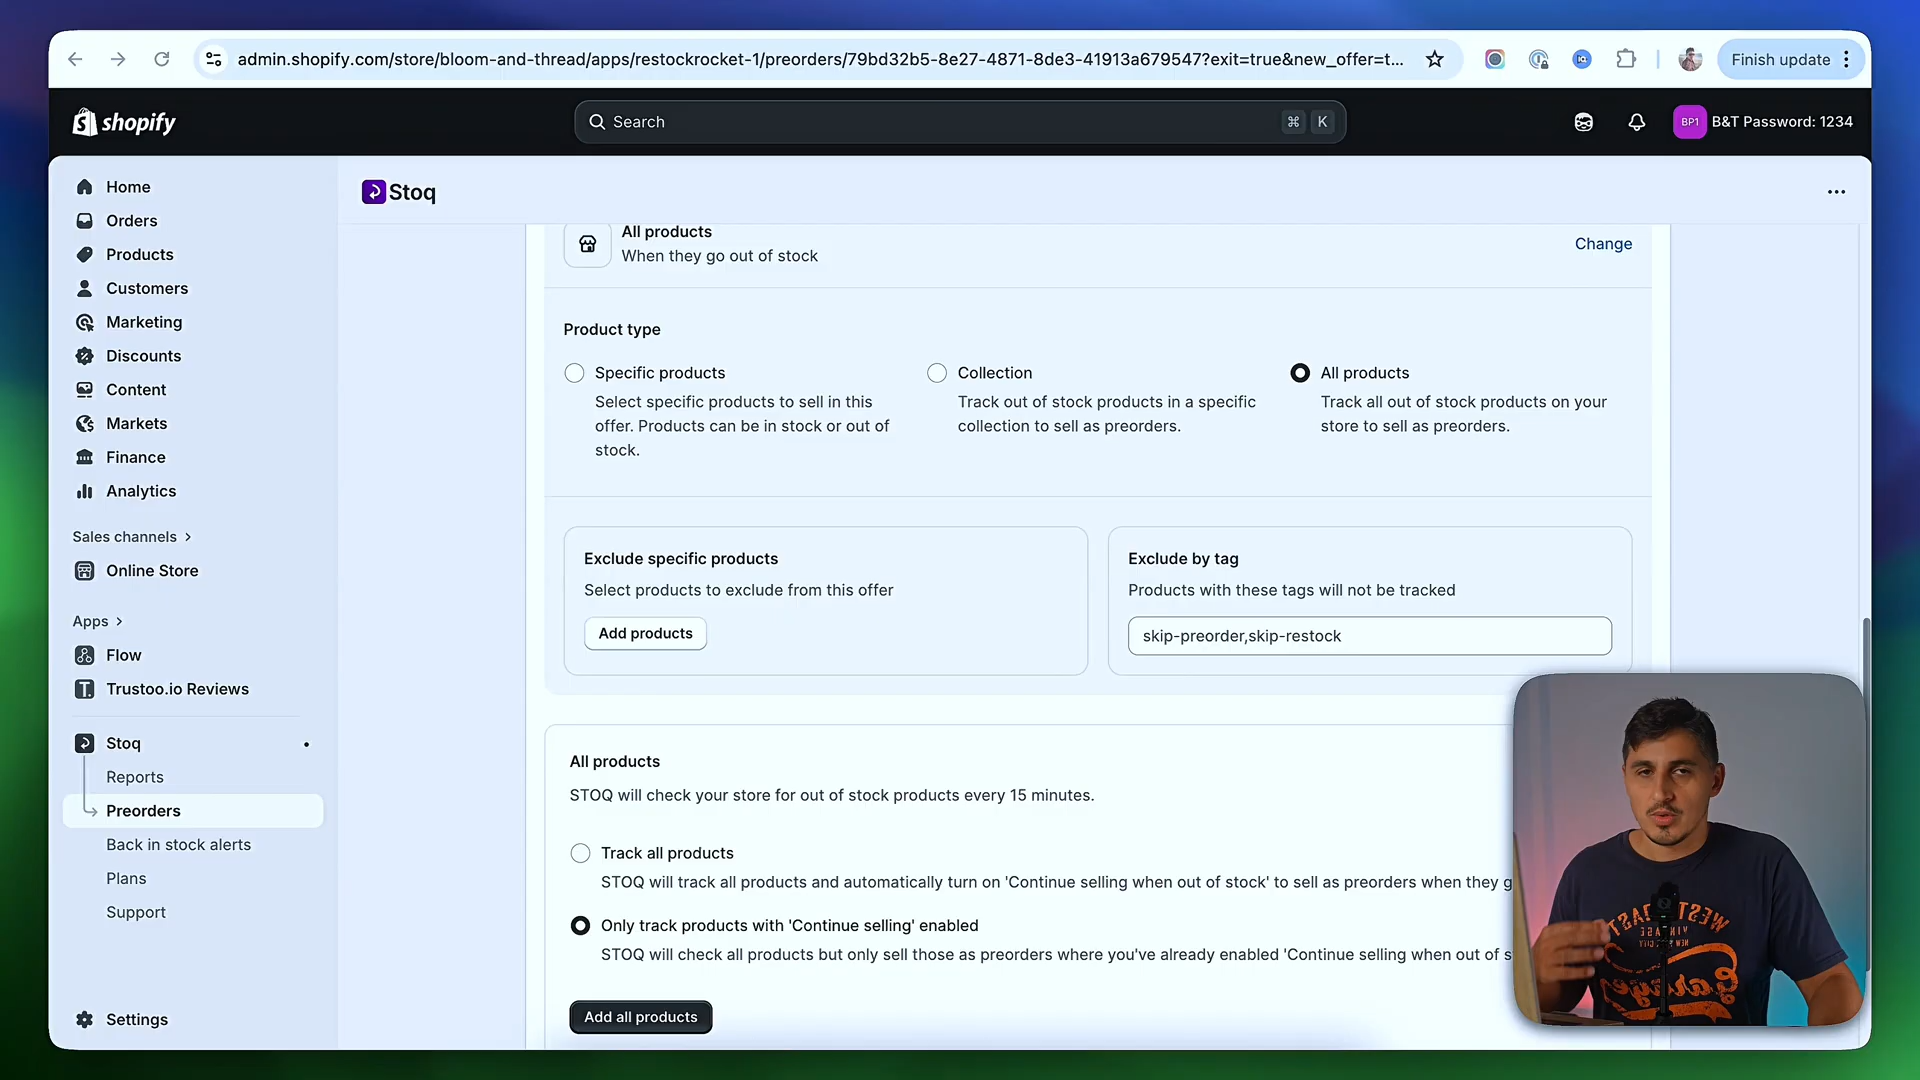 admin.shopify.com/store/bloom-and-thread/apps/restockrocket-1/preorders/79bd32b5-8e27-4871-8de3-41913a679547?exit=true&new_offer=t...
Finish update
shopify
Search
⌘ K
BP1
B&T Password: 1234
Home
Orders
Products
Customers
Marketing
Discounts
Content
Markets
Finance
Analytics
Sales channels
Online Store
Apps
Flow
Trustoo.io Reviews
Stoq
Reports
Preorders
Back in stock alerts
Plans
Support
Settings
Stoq
All products
When they go out of stock
Change
Product type
Specific products
Select specific products to sell in this
offer. Products can be in stock or out of
stock.
Collection
Track out of stock products in a specific
collection to sell as preorders.
All products
Track all out of stock products on your
store to sell as preorders.
Exclude specific products
Select products to exclude from this offer
Add products
Exclude by tag
Products with these tags will not be tracked
skip-preorder,skip-restock
All products
STOQ will check your store for out of stock products every 15 minutes.
Track all products
STOQ will track all products and automatically turn on 'Continue selling when out of stock' to sell as preorders when they g
Only track products with 'Continue selling' enabled
STOQ will check all products but only sell those as preorders where you've already enabled 'Continue selling when out of s
Add all products